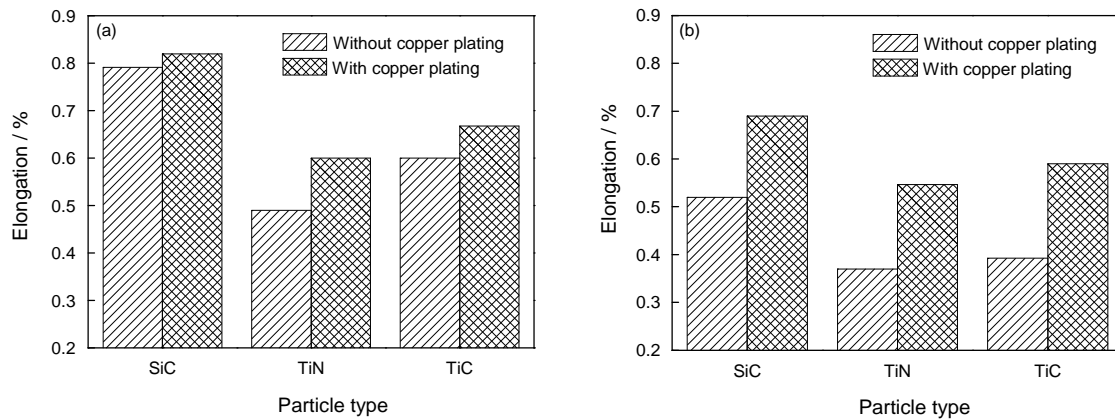 (a)
Without copper plating
With copper plating
0.9
0.8
0.7
0.6
0.5
0.4
0.3
0.2
Elongation / %
SiC TiN TiC
Particle type
(b)
Without copper plating
With copper plating
0.9
0.8
0.7
0.6
0.5
0.4
0.3
0.2
Elongation / %
SiC TiN TiC
Particle type